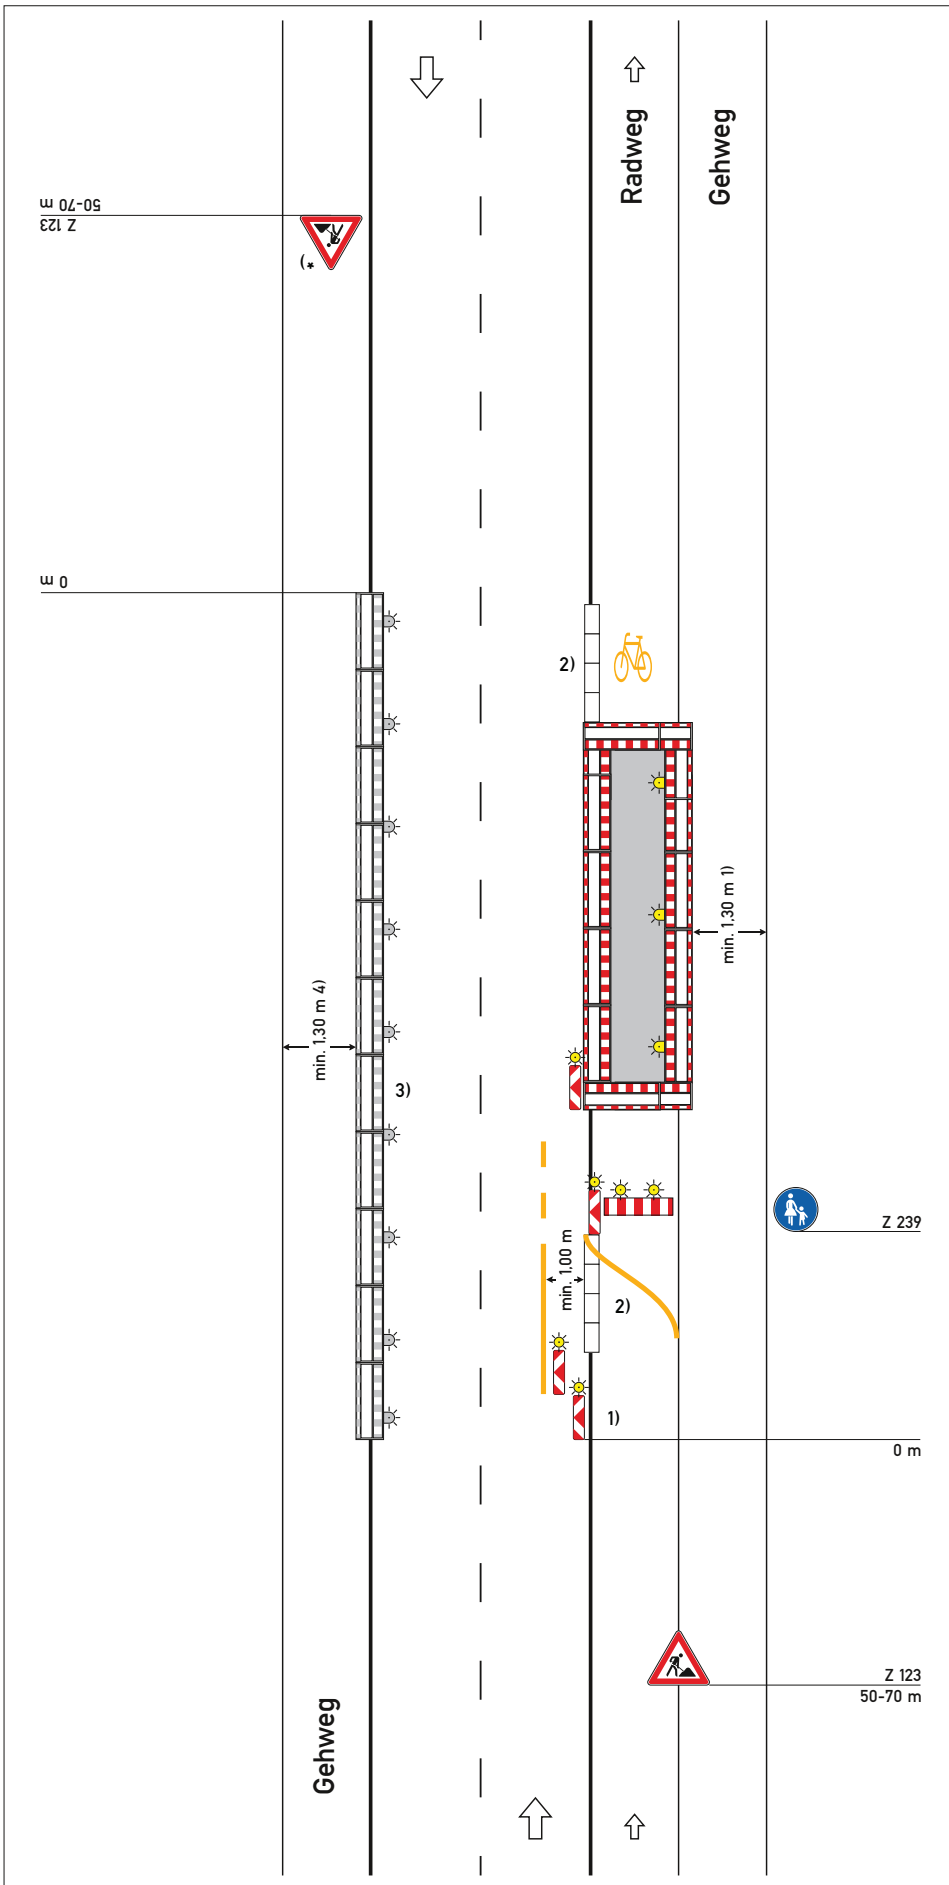 Radweg
Gehweg
50-70 m
Z 123
*)
0 m
2)
min. 1,30 m 1)
min. 1,30 m 4)
3)
Z 239
min. 1,00 m
2)
1)
0 m
Z 123
50-70 m
Gehweg